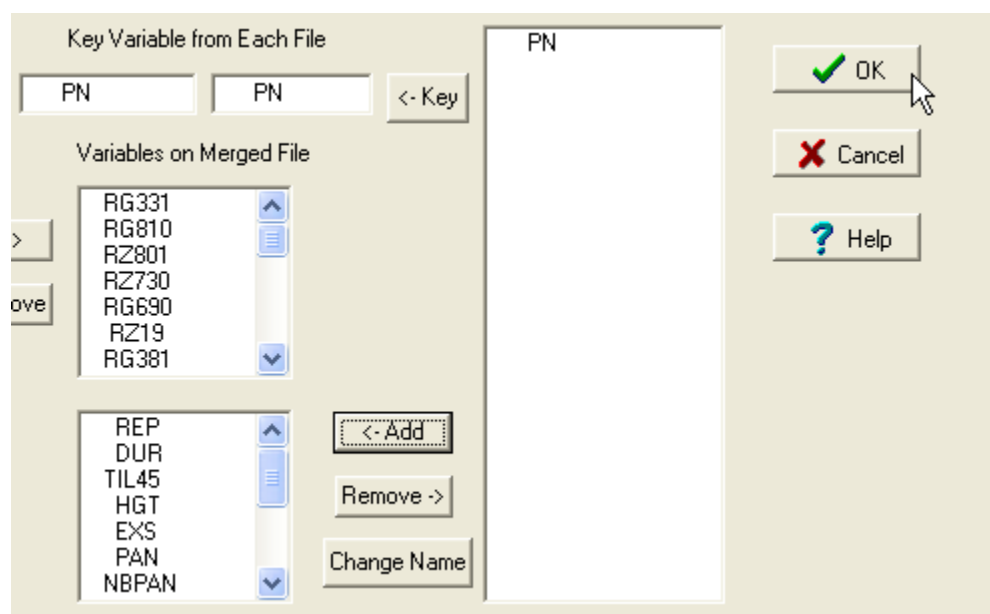 Key Variable from Each File
PN
PN
<- Key
Variables on Merged File
RG331
RG810
RZ801
RZ730
RG690
RZ19
RG381
>
ove
REP
DUR
TIL45
HGT
EXS
PAN
NBPAN
<- Add
Remove ->
Change Name
PN
OK
Cancel
? Help